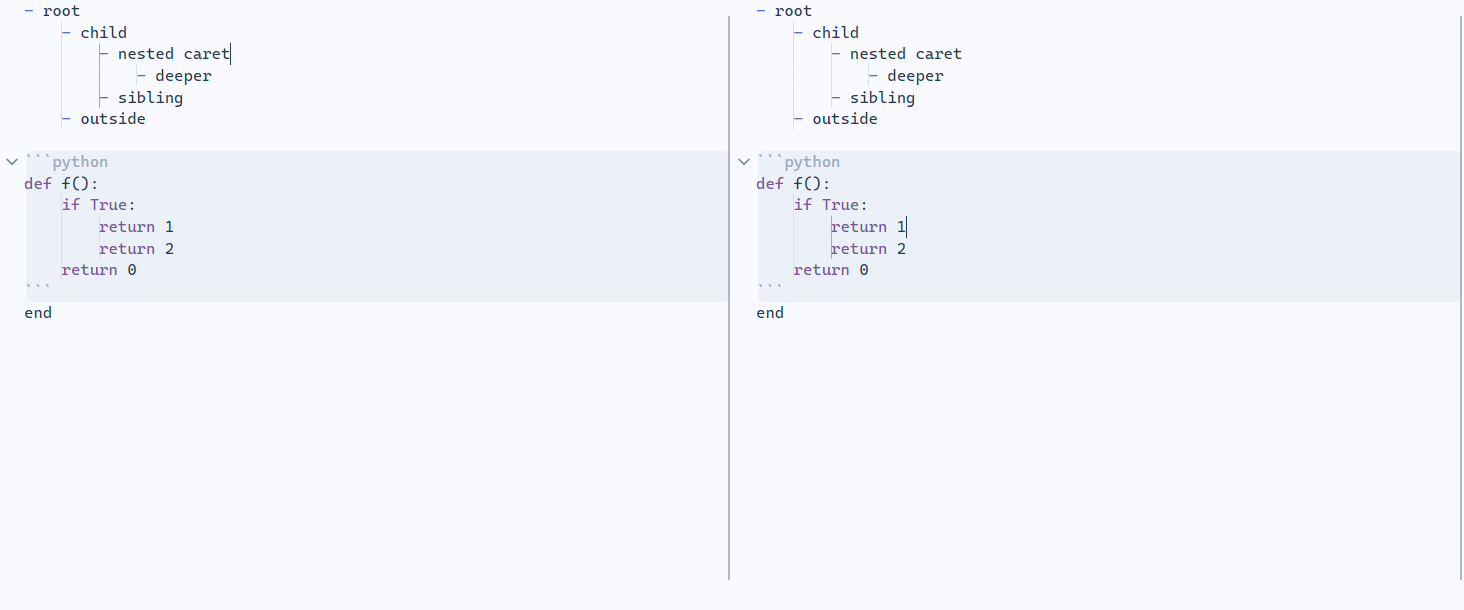 - root
    - child
        - nested caret
            - deeper
        - sibling
    - outside

```python
def f():
    if True:
        return 1
        return 2
    return 0
```
end

- root
    - child
        - nested caret
            - deeper
        - sibling
    - outside

```python
def f():
    if True:
        return 1
        return 2
    return 0
```
end